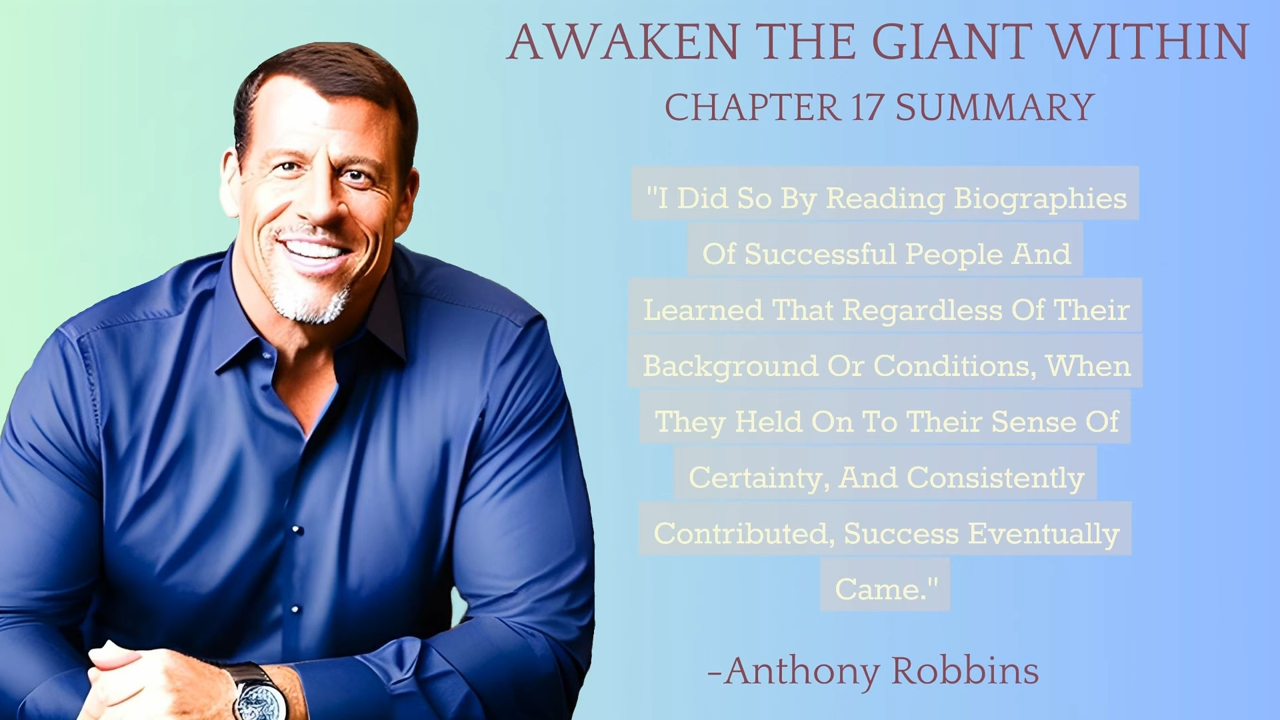 AWAKEN THE GIANT WITHIN
CHAPTER 17 SUMMARY
"I Did So By Reading Biographies
Of Successful People And
Learned That Regardless Of Their
Background Or Conditions, When
They Held On To Their Sense Of
Certainty, And Consistently
Contributed, Success Eventually
Came."
–Anthony Robbins